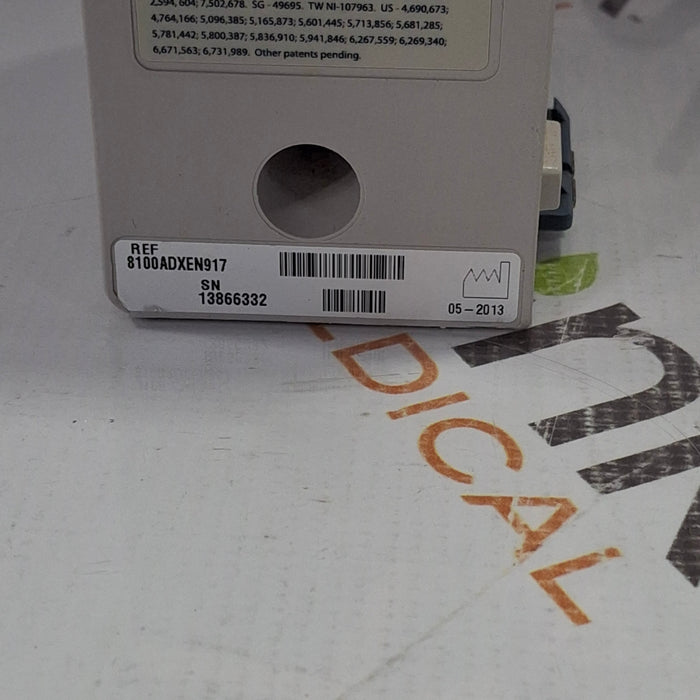 2,594, 604; 7,502,678. SG - 49695. TW NI-107963. US - 4,690,673;
4,764,166; 5,096,385; 5,165,873; 5,601,445; 5,713,856; 5,681,285;
5,781,442; 5,800,387; 5,836,910; 5,941,846; 6,267,559; 6,269,340;
6,671,563; 6,731,989. Other patents pending.
REF
8100ADXEN917
SN
13866332
05-2013